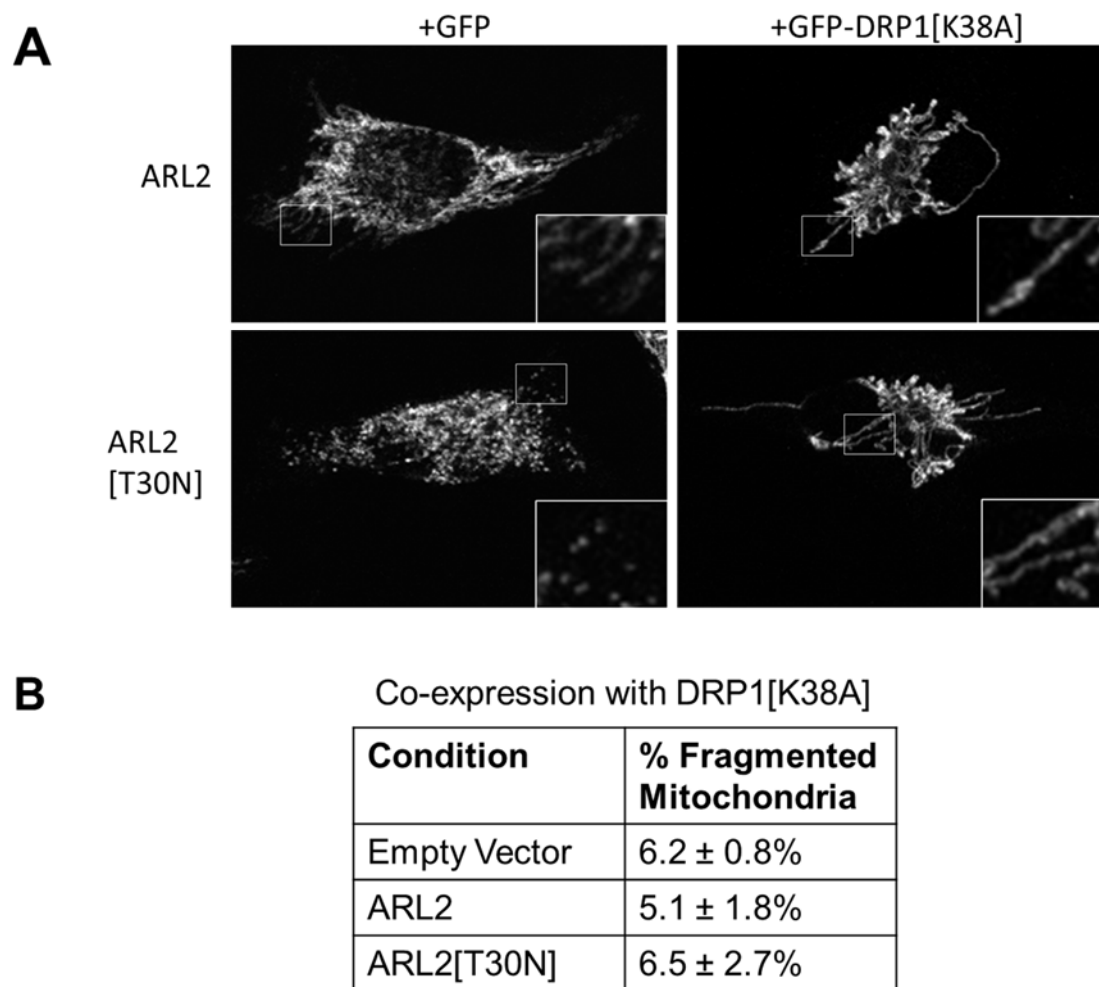 A
+GFP
+GFP-DRP1[K38A]
ARL2
ARL2
[T30N]
B
Co-expression with DRP1[K38A]
Condition
% Fragmented
Mitochondria
Empty Vector
6.2 ± 0.8%
ARL2
5.1 ± 1.8%
ARL2[T30N]
6.5 ± 2.7%